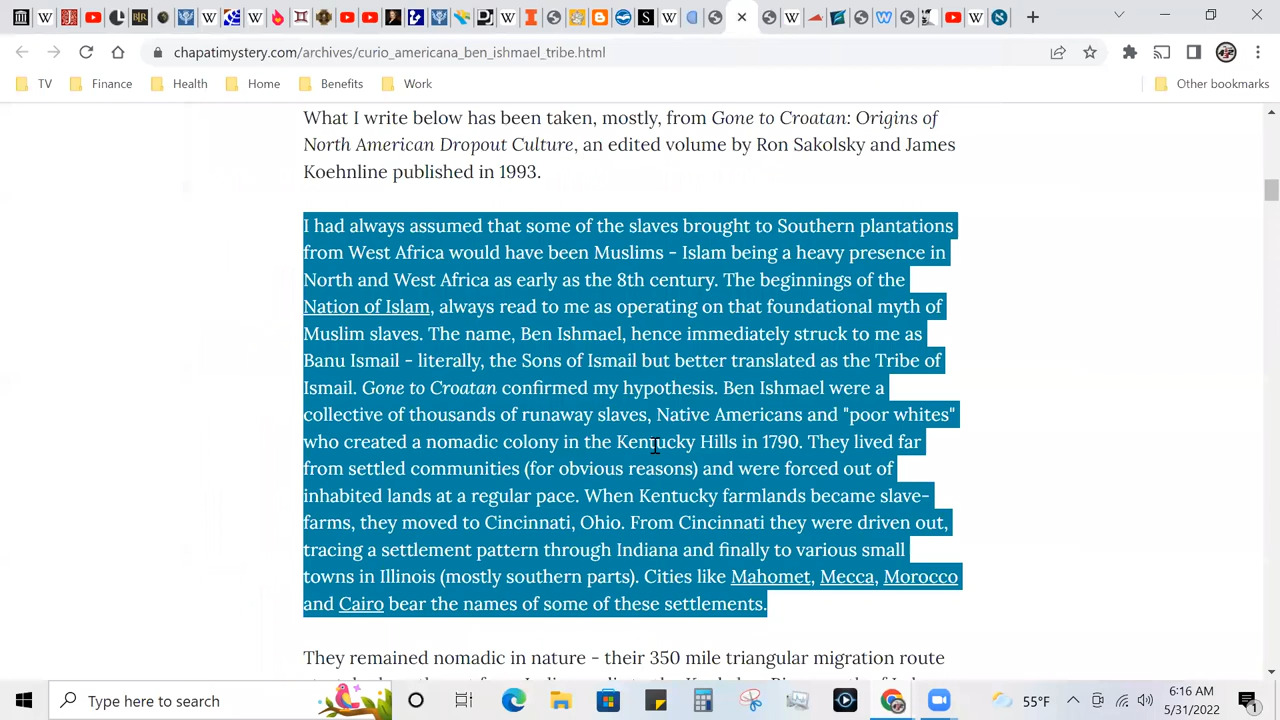 chapatimystery.com/archives/curio_americana_ben_ishmael_tribe.html
TV Finance Health Home Benefits Work Other bookmarks
What I write below has been taken, mostly, from Gone to Croatan: Origins of
North American Dropout Culture, an edited volume by Ron Sakolsky and James
Koehnline published in 1993.
I had always assumed that some of the slaves brought to Southern plantations
from West Africa would have been Muslims - Islam being a heavy presence in
North and West Africa as early as the 8th century. The beginnings of the
Nation of Islam, always read to me as operating on that foundational myth of
Muslim slaves. The name, Ben Ishmael, hence immediately struck to me as
Banu Ismail - literally, the Sons of Ismail but better translated as the Tribe of
Ismail. Gone to Croatan confirmed my hypothesis. Ben Ishmael were a
collective of thousands of runaway slaves, Native Americans and "poor whites"
who created a nomadic colony in the Kentucky Hills in 1790. They lived far
from settled communities (for obvious reasons) and were forced out of
inhabited lands at a regular pace. When Kentucky farmlands became slave-
farms, they moved to Cincinnati, Ohio. From Cincinnati they were driven out,
tracing a settlement pattern through Indiana and finally to various small
towns in Illinois (mostly southern parts). Cities like Mahomet, Mecca, Morocco
and Cairo bear the names of some of these settlements.
They remained nomadic in nature - their 350 mile triangular migration route
Type here to search
55°F
6:16 AM
5/31/2022